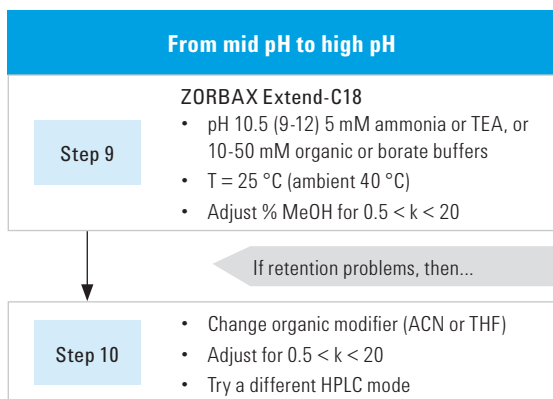 From mid pH to high pH
Step 9
ZORBAX Extend-C18
• pH 10.5 (9-12) 5 mM ammonia or TEA, or
10-50 mM organic or borate buffers
• T = 25 °C (ambient 40 °C)
• Adjust % MeOH for 0.5 < k < 20
If retention problems, then...
Step 10
• Change organic modifier (ACN or THF)
• Adjust for 0.5 < k < 20
• Try a different HPLC mode